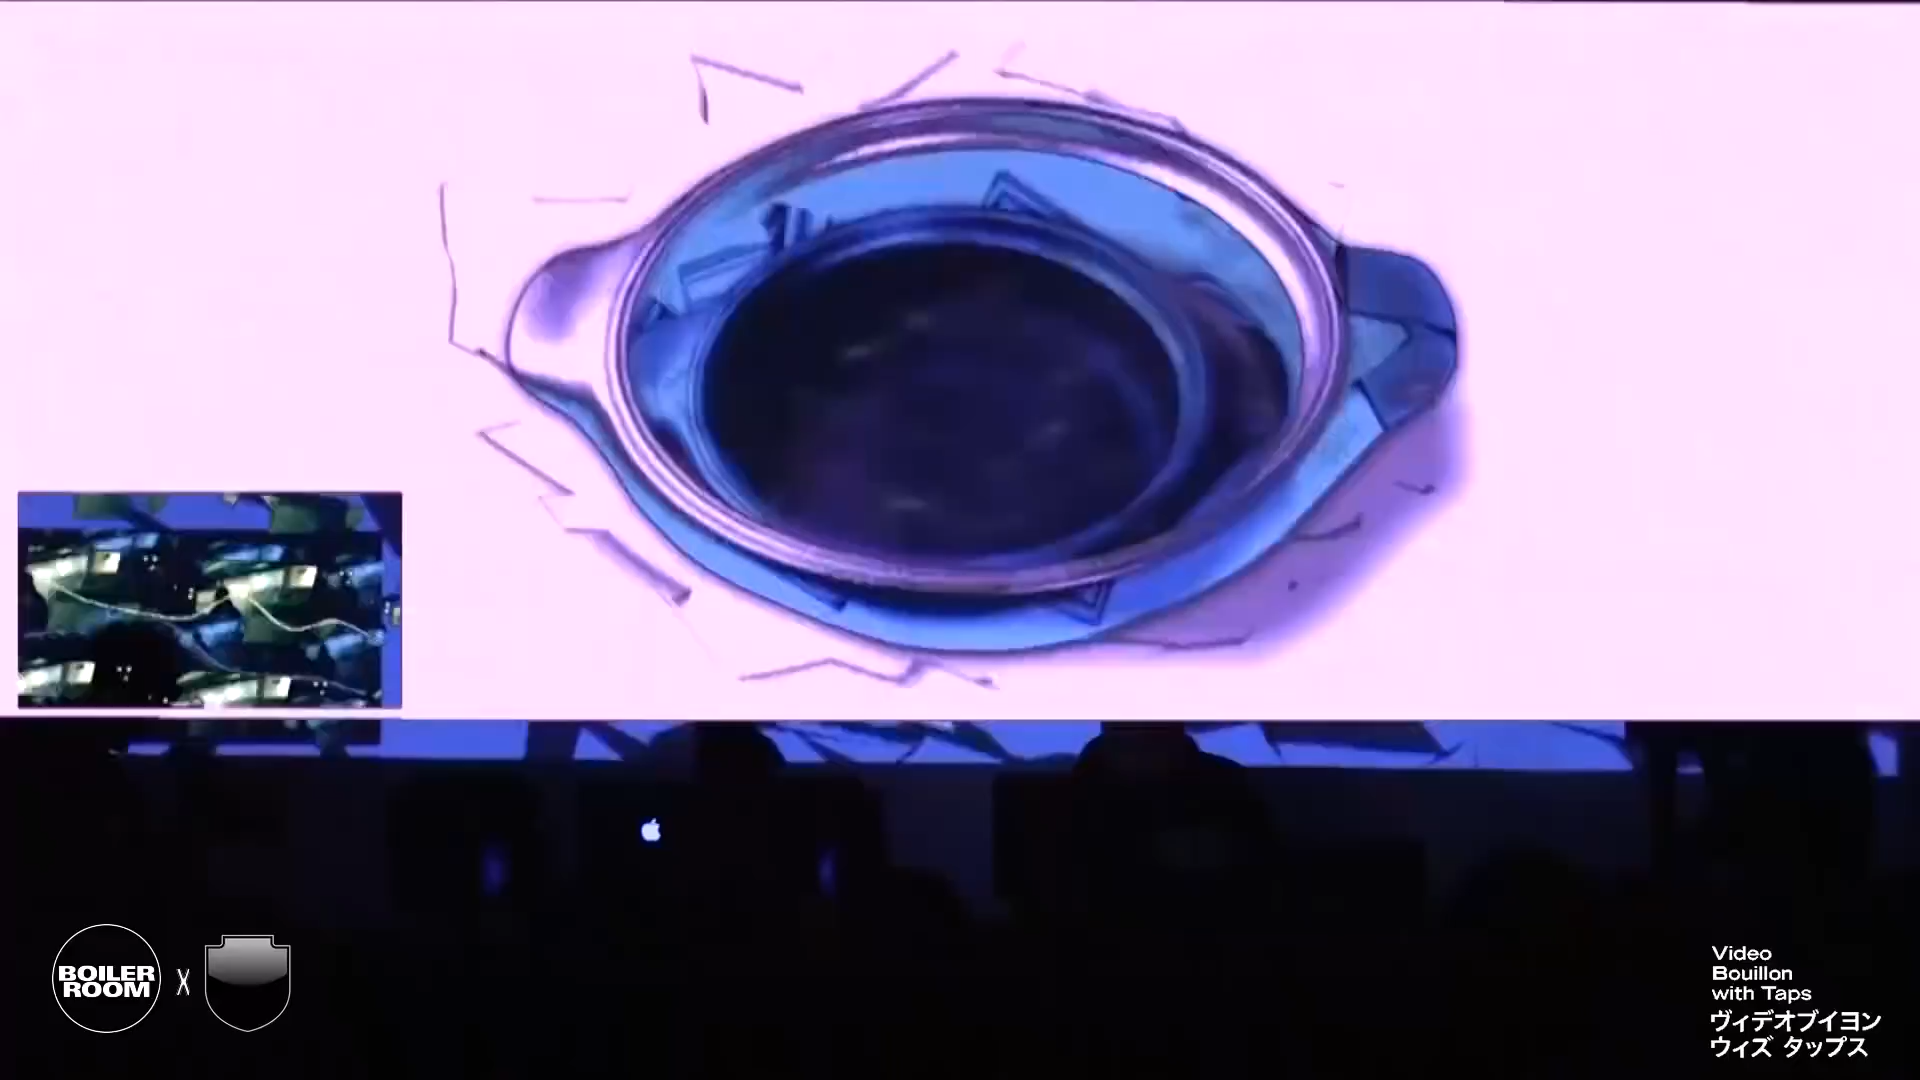 BOILER
ROOM
X
Video
Bouillon
with Taps
ヴィデオブイヨン
ウィズ タップス